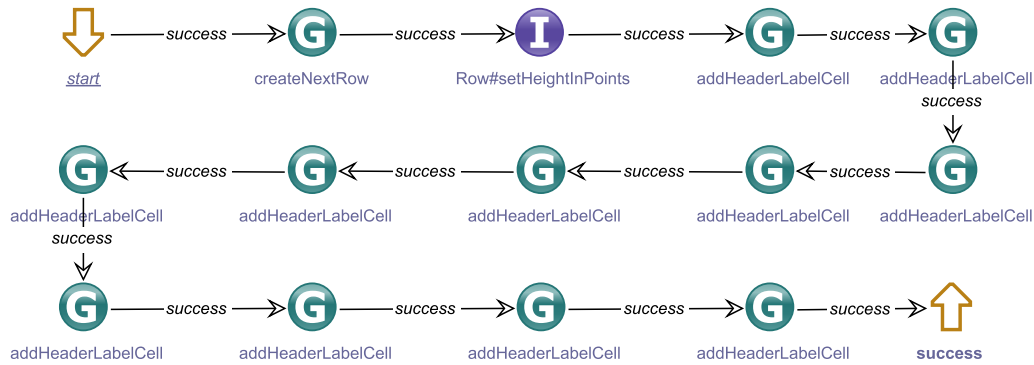 success success success success
G G I G G
start createNextRow Row#setHeightInPoints addHeaderLabelCell addHeaderLabelCell
success
G success G success G success G success G
addHeaderLabelCell addHeaderLabelCell addHeaderLabelCell addHeaderLabelCell addHeaderLabelCell
success
G success G success G success G success
addHeaderLabelCell addHeaderLabelCell addHeaderLabelCell addHeaderLabelCell success